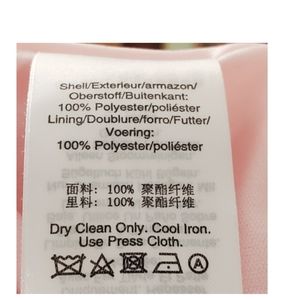 Shell/Exterieur/armazon/
Oberstoff/Buitenkant:
100% Polyester/poliéster
Lining/Doublure/forro/Futter/
Voering:
100% Polyester/poliéster
面料: 100% 聚酯纤维
里料: 100% 聚酯纤维
Dry Clean Only. Cool Iron.
Use Press Cloth.